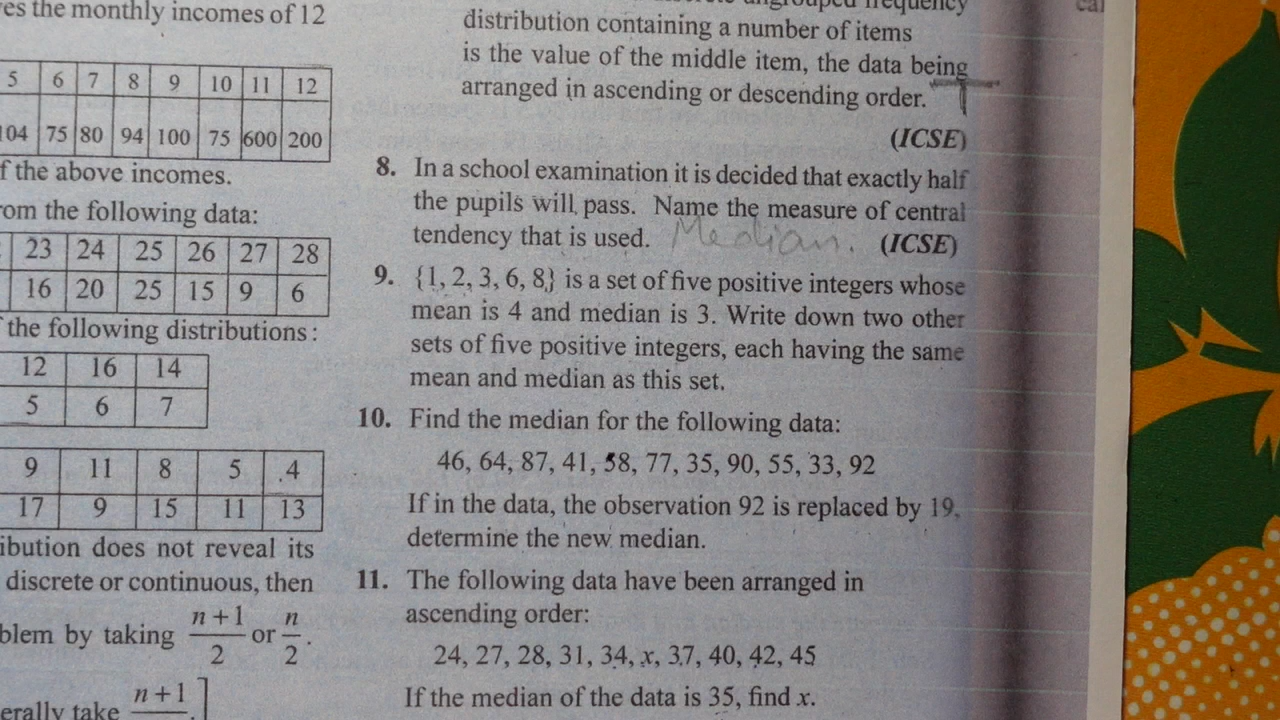 es the monthly incomes of 12
5 6 7 8 9 10 11 12
104 75 80 94 100 75 600 200
f the above incomes.
rom the following data:
23 24 25 26 27 28
16 20 25 15 9 6
the following distributions:
12 16 14
5 6 7
9 11 8 5 .4
17 9 15 11 13
ibution does not reveal its
discrete or continuous, then
blem by taking n+1/2 or n/2.
erally take n+1 ]
ungrouped frequency
distribution containing a number of items
is the value of the middle item, the data being
arranged in ascending or descending order.
(ICSE)
8. In a school examination it is decided that exactly half
the pupils will pass. Name the measure of central
tendency that is used. Median. (ICSE)
9. {1, 2, 3, 6, 8} is a set of five positive integers whose
mean is 4 and median is 3. Write down two other
sets of five positive integers, each having the same
mean and median as this set.
10. Find the median for the following data:
46, 64, 87, 41, 58, 77, 35, 90, 55, 33, 92
If in the data, the observation 92 is replaced by 19,
determine the new median.
11. The following data have been arranged in
ascending order:
24, 27, 28, 31, 34, x, 37, 40, 42, 45
If the median of the data is 35, find x.
cal